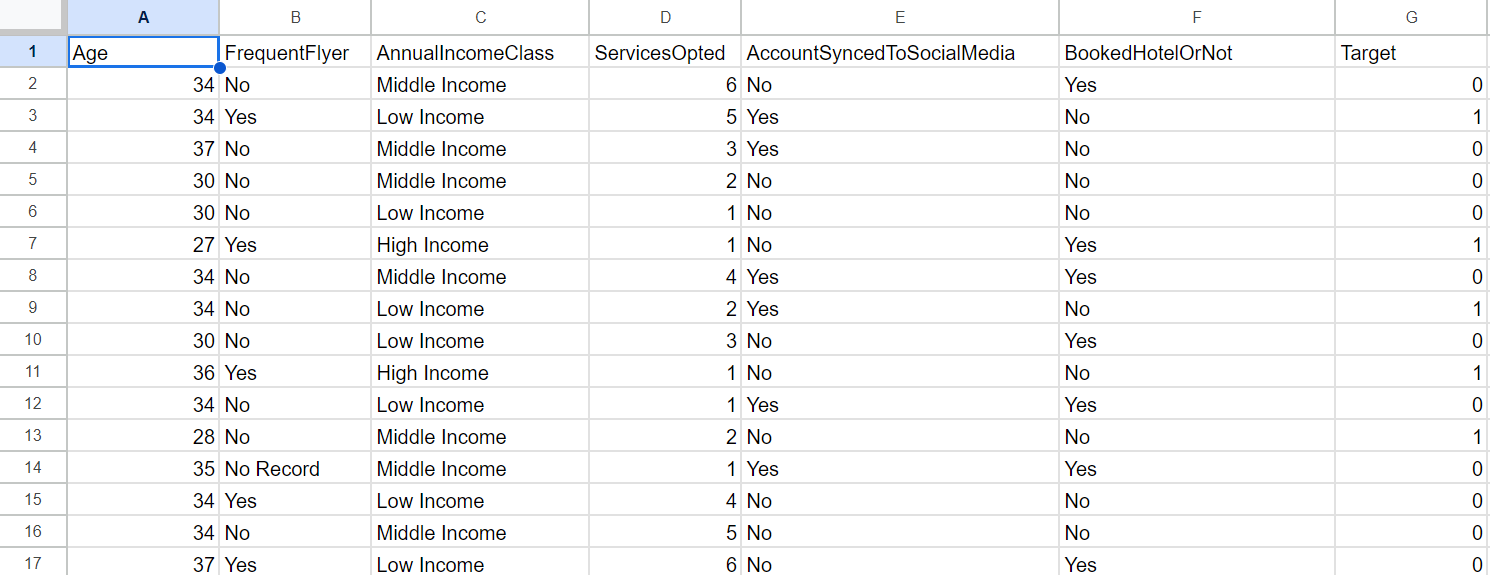 A B C D E F G
1 Age FrequentFlyer AnnualIncomeClass ServicesOpted AccountSyncedToSocialMedia BookedHotelOrNot Target
2 34 No Middle Income 6 No Yes 0
3 34 Yes Low Income 5 Yes No 1
4 37 No Middle Income 3 Yes No 0
5 30 No Middle Income 2 No No 0
6 30 No Low Income 1 No No 0
7 27 Yes High Income 1 No Yes 1
8 34 No Middle Income 4 Yes Yes 0
9 34 No Low Income 2 Yes No 1
10 30 No Low Income 3 No Yes 0
11 36 Yes High Income 1 No No 1
12 34 No Low Income 1 Yes Yes 0
13 28 No Middle Income 2 No No 1
14 35 No Record Middle Income 1 Yes Yes 0
15 34 Yes Low Income 4 No No 0
16 34 No Middle Income 5 No No 0
17 37 Yes Low Income 6 No Yes 0